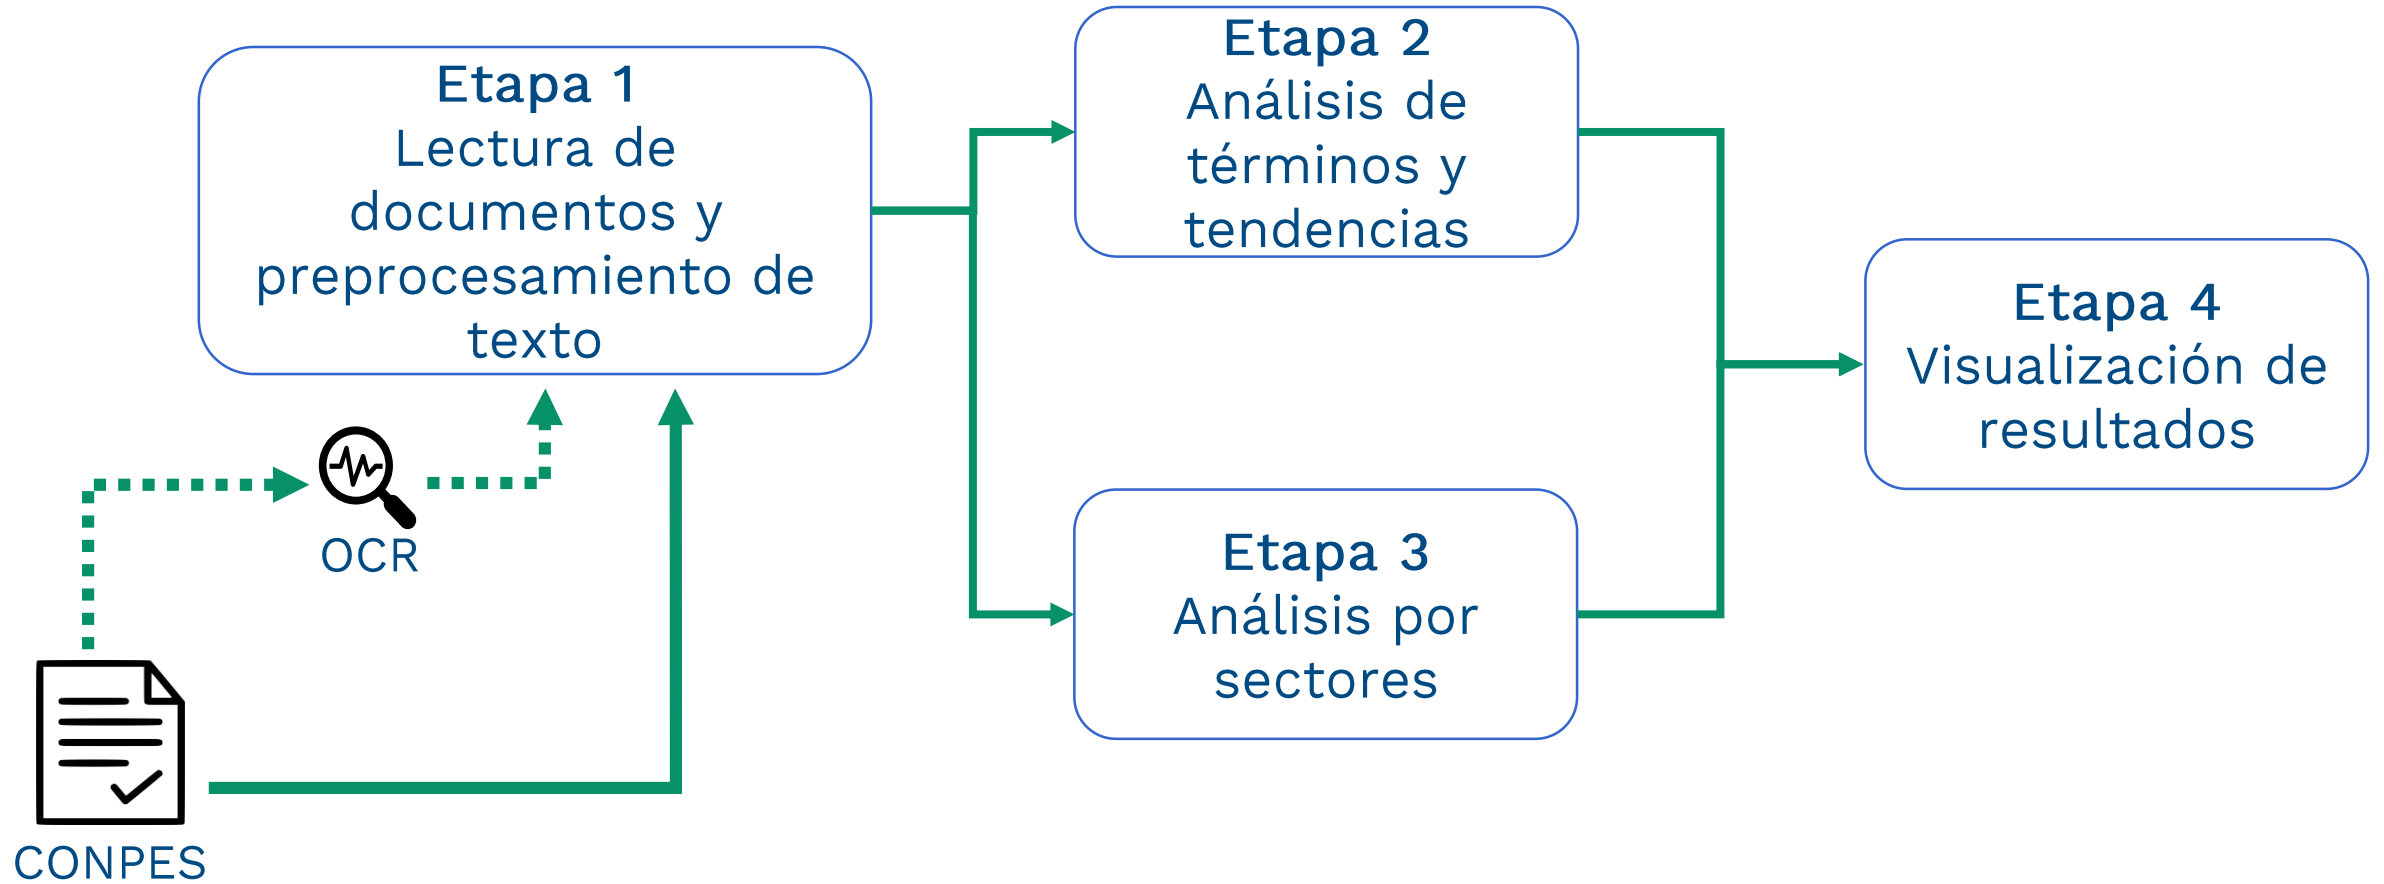 Etapa 1
Lectura de
documentos y
preprocesamiento de
texto
OCR
CONPES
Etapa 2
Análisis de
términos y
tendencias
Etapa 3
Análisis por
sectores
Etapa 4
Visualización de
resultados